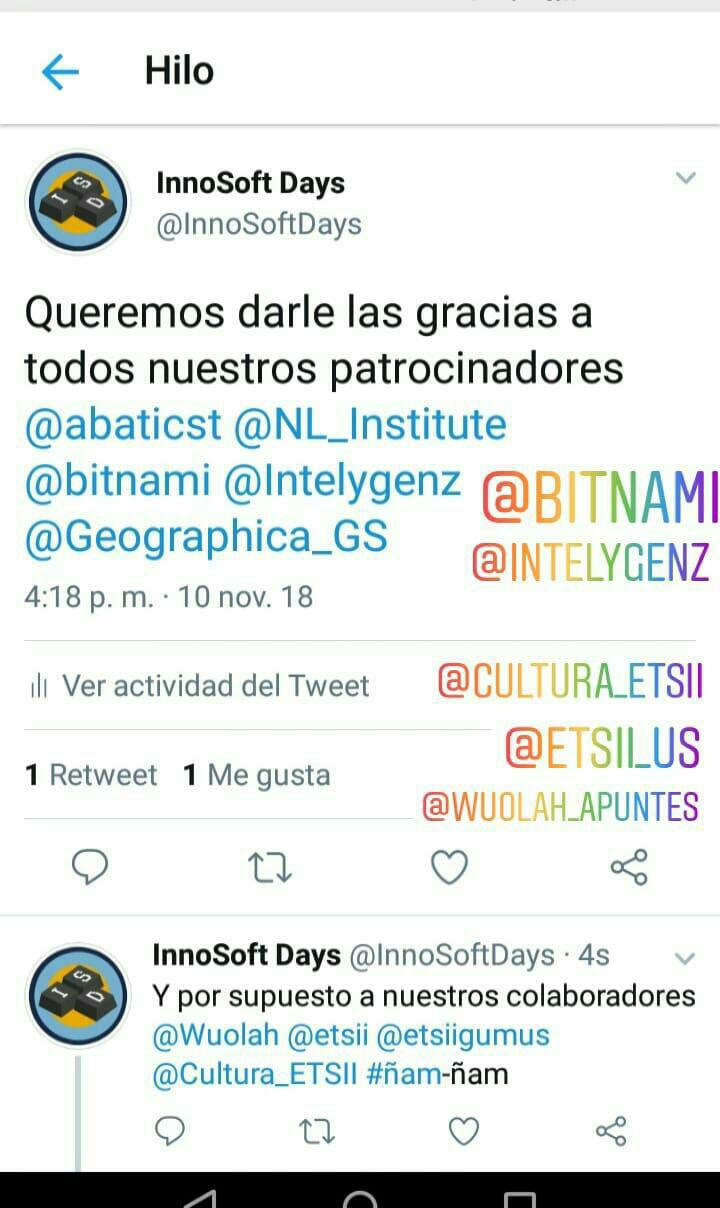 Hilo
InnoSoft Days
@InnoSoftDays
Queremos darle las gracias a
todos nuestros patrocinadores
@abaticst @NL_Institute
@bitnami @Intelygenz
@Geographica_GS
@BITNAMI
@INTELYGENZ
4:18 p. m. · 10 nov. 18
Ver actividad del Tweet
@CULTURA_ETSII
@ETSII_US
1 Retweet 1 Me gusta
@WUOLAH_APUNTES
InnoSoft Days @InnoSoftDays · 4s
Y por supuesto a nuestros colaboradores
@Wuolah @etsii @etsiigumus
@Cultura_ETSII #ñam-ñam